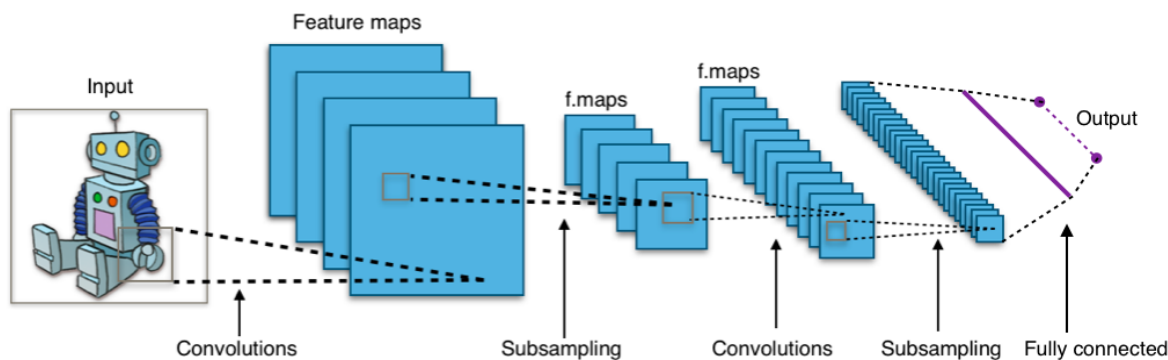 Feature maps
f.maps
Input
f.maps
Output
Convolutions
Subsampling
Convolutions
Subsampling
Fully connected